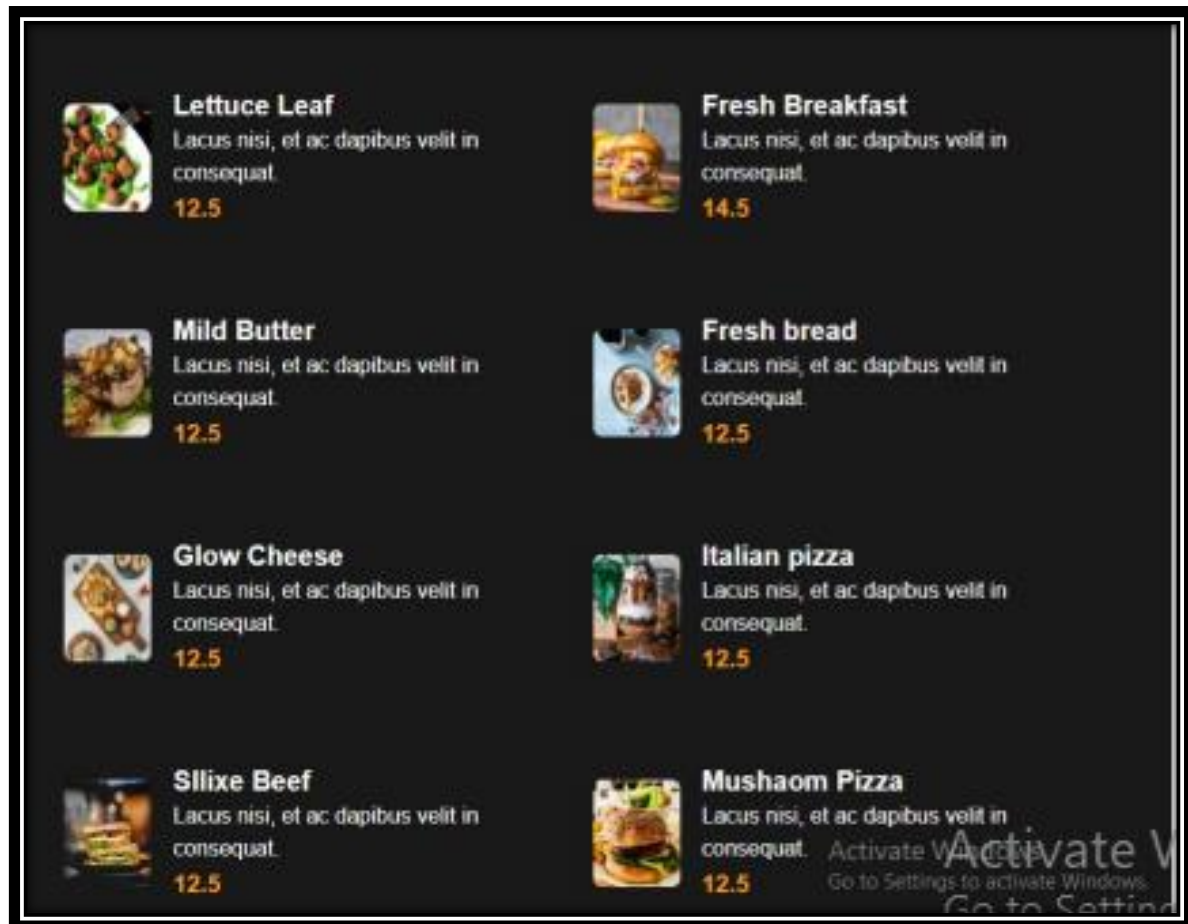 Lettuce Leaf
Lacus nisi, et ac dapibus velit in
consequat.
12.5
Fresh Breakfast
Lacus nisi, et ac dapibus velit in
consequat.
14.5
Mild Butter
Lacus nisi, et ac dapibus velit in
consequat.
12.5
Fresh bread
Lacus nisi, et ac dapibus velit in
consequat.
12.5
Glow Cheese
Lacus nisi, et ac dapibus velit in
consequat.
12.5
Italian pizza
Lacus nisi, et ac dapibus velit in
consequat.
12.5
Sllixe Beef
Lacus nisi, et ac dapibus velit in
consequat.
12.5
Mushaom Pizza
Lacus nisi, et ac dapibus velit in
consequat.
12.5
Activate Windows
Go to Settings to activate Windows.
Activate W
Go to Setting